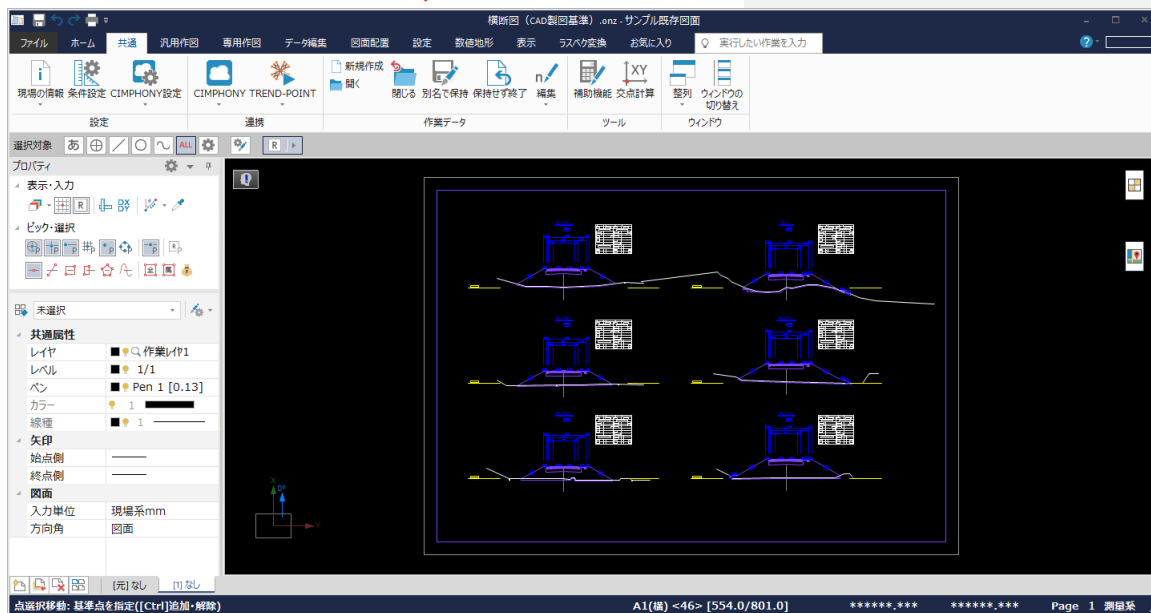 横断図（CAD製図基準）.onz - サンプル既存図面
ファイル ホーム 共通 汎用作図 専用作図 データ編集 図面配置 設定 数値地形 表示 ラスベク変換 お気に入り 実行したい作業を入力
現場の情報 条件設定 CIMPHONY設定 CIMPHONY TREND-POINT 新規作成 開く 閉じる 別名で保持 保持せず終了 編集 補助機能 交点計算 整列 ウィンドウの切り替え
設定 連携 作業データ ツール ウィンドウ
選択対象 あ ALL R
プロパティ
表示・入力
R
ピック・選択
未選択
共通属性
レイヤ 作業レイヤ1
レベル 1/1
ペン Pen 1 [0.13]
カラー 1
線種 1
矢印
始点側
終点側
図面
入力単位 現場系mm
方向角 図面
X
0°
Y
[元] なし [1] なし
点選択移動: 基準点を指定([Ctrl]追加・解除) A1(横) <46> [554.0/801.0] ******.*** ******.*** Page 1 測量系